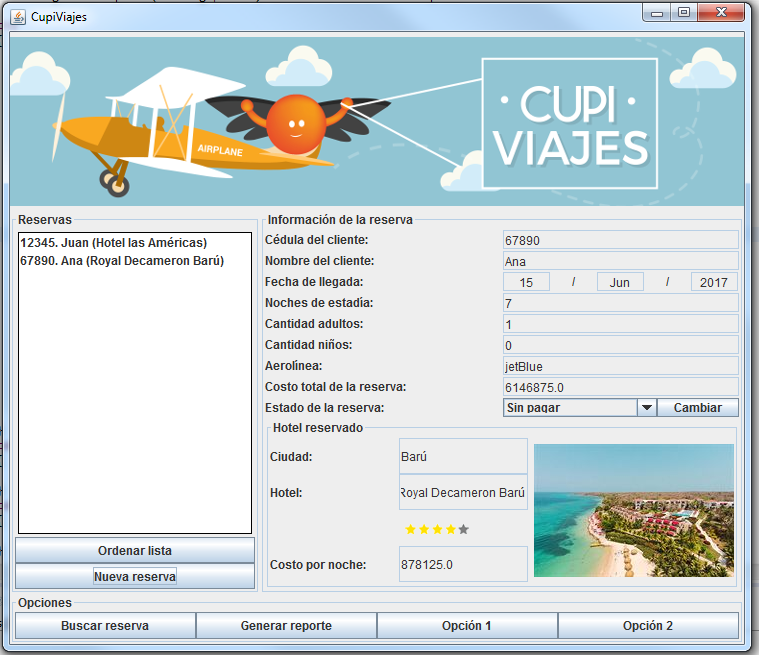 CupiViajes
AIRPLANE
CUPI
VIAJES
Reservas
12345. Juan (Hotel las Américas)
67890. Ana (Royal Decameron Barú)
Ordenar lista
Nueva reserva
Información de la reserva
Cédula del cliente: 67890
Nombre del cliente: Ana
Fecha de llegada: 15 / Jun / 2017
Noches de estadía: 7
Cantidad adultos: 1
Cantidad niños: 0
Aerolínea: jetBlue
Costo total de la reserva: 6146875.0
Estado de la reserva: Sin pagar Cambiar
Hotel reservado
Ciudad: Barú
Hotel: Royal Decameron Barú
Costo por noche: 878125.0
Opciones
Buscar reserva Generar reporte Opción 1 Opción 2